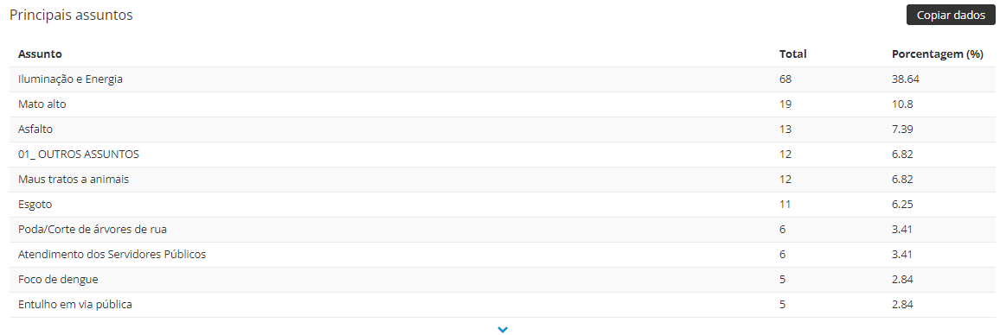 Principais assuntos Copiar dados
Assunto Total Porcentagem (%)
Iluminação e Energia 68 38.64
Mato alto 19 10.8
Asfalto 13 7.39
01_ OUTROS ASSUNTOS 12 6.82
Maus tratos a animais 12 6.82
Esgoto 11 6.25
Poda/Corte de árvores de rua 6 3.41
Atendimento dos Servidores Públicos 6 3.41
Foco de dengue 5 2.84
Entulho em via pública 5 2.84